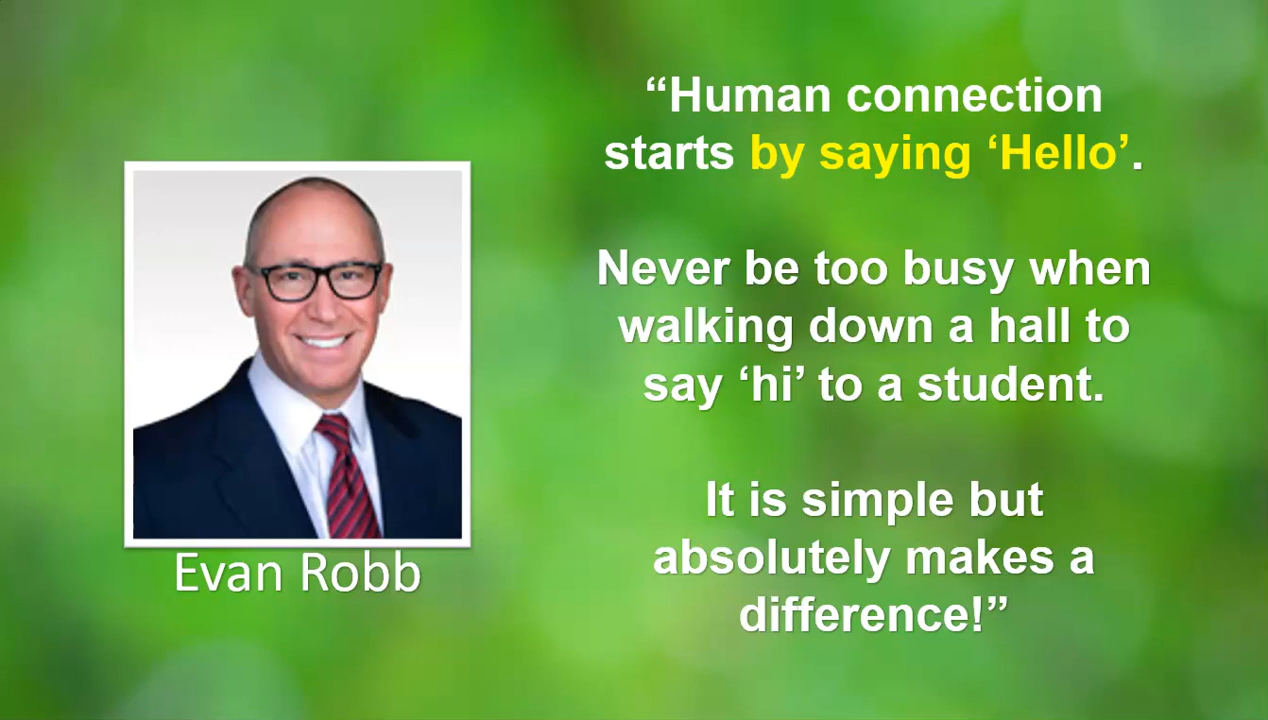 “Human connection
starts by saying ‘Hello’.
Never be too busy when
walking down a hall to
say ‘hi’ to a student.
It is simple but
absolutely makes a
difference!”
Evan Robb